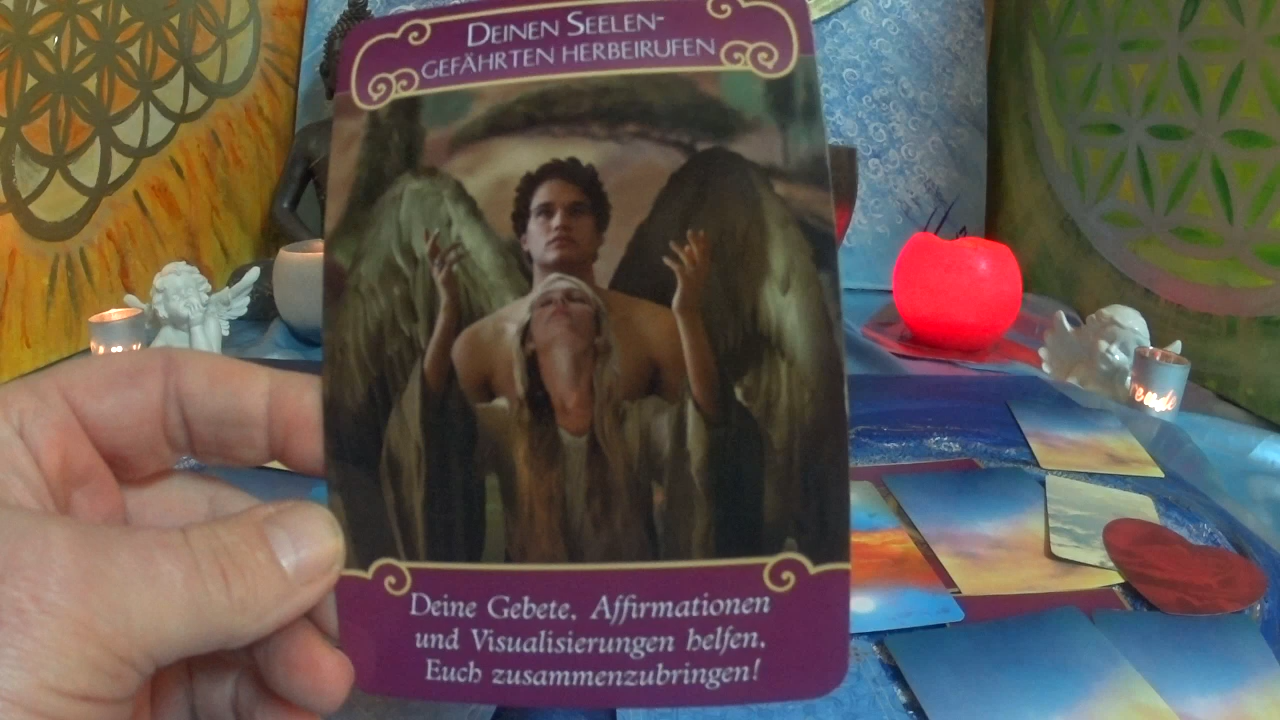 DEINEN SEELEN-
GEFÄHRTEN HERBEIRUFEN
Deine Gebete, Affirmationen
und Visualisierungen helfen,
Euch zusammenzubringen!